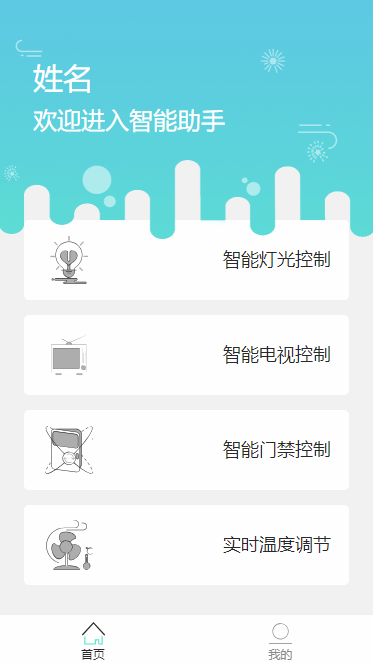 姓名
欢迎进入智能助手
智能灯光控制
智能电视控制
智能门禁控制
实时温度调节
首页
我的